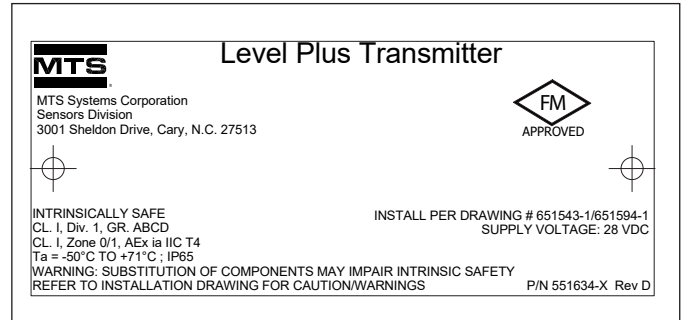 Level Plus Transmitter
MTS
MTS Systems Corporation
Sensors Division
3001 Sheldon Drive, Cary, N.C. 27513
FM
APPROVED
INTRINSICALLY SAFE
CL. I, Div. 1, GR. ABCD
CL. I, Zone 0/1, AEx ia IIC T4
Ta = -50°C TO +71°C ; IP65
INSTALL PER DRAWING # 651543-1/651594-1
SUPPLY VOLTAGE: 28 VDC
WARNING: SUBSTITUTION OF COMPONENTS MAY IMPAIR INTRINSIC SAFETY
REFER TO INSTALLATION DRAWING FOR CAUTION/WARNINGS
P/N 551634-X Rev D